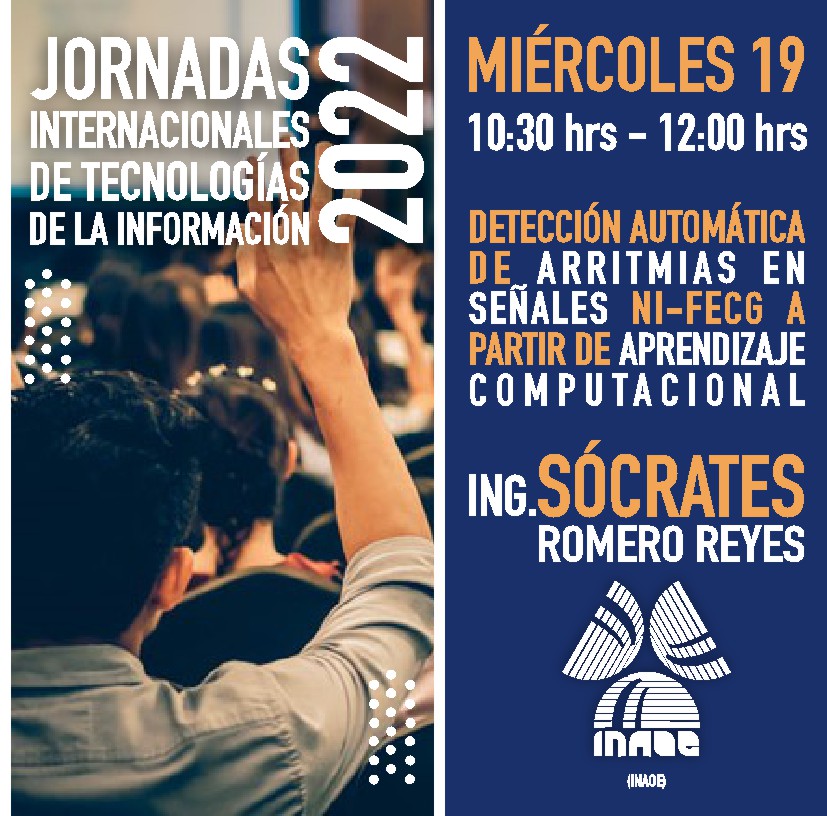 JORNADAS
INTERNACIONALES
DE TECNOLOGÍAS
DE LA INFORMACIÓN
2022
MIÉRCOLES 19
10:30 hrs - 12:00 hrs
DETECCIÓN AUTOMÁTICA
DE ARRITMIAS EN
SEÑALES NI-FECG A
PARTIR DE APRENDIZAJE
COMPUTACIONAL
ING.SÓCRATES
ROMERO REYES
INAOE
(INAOE)